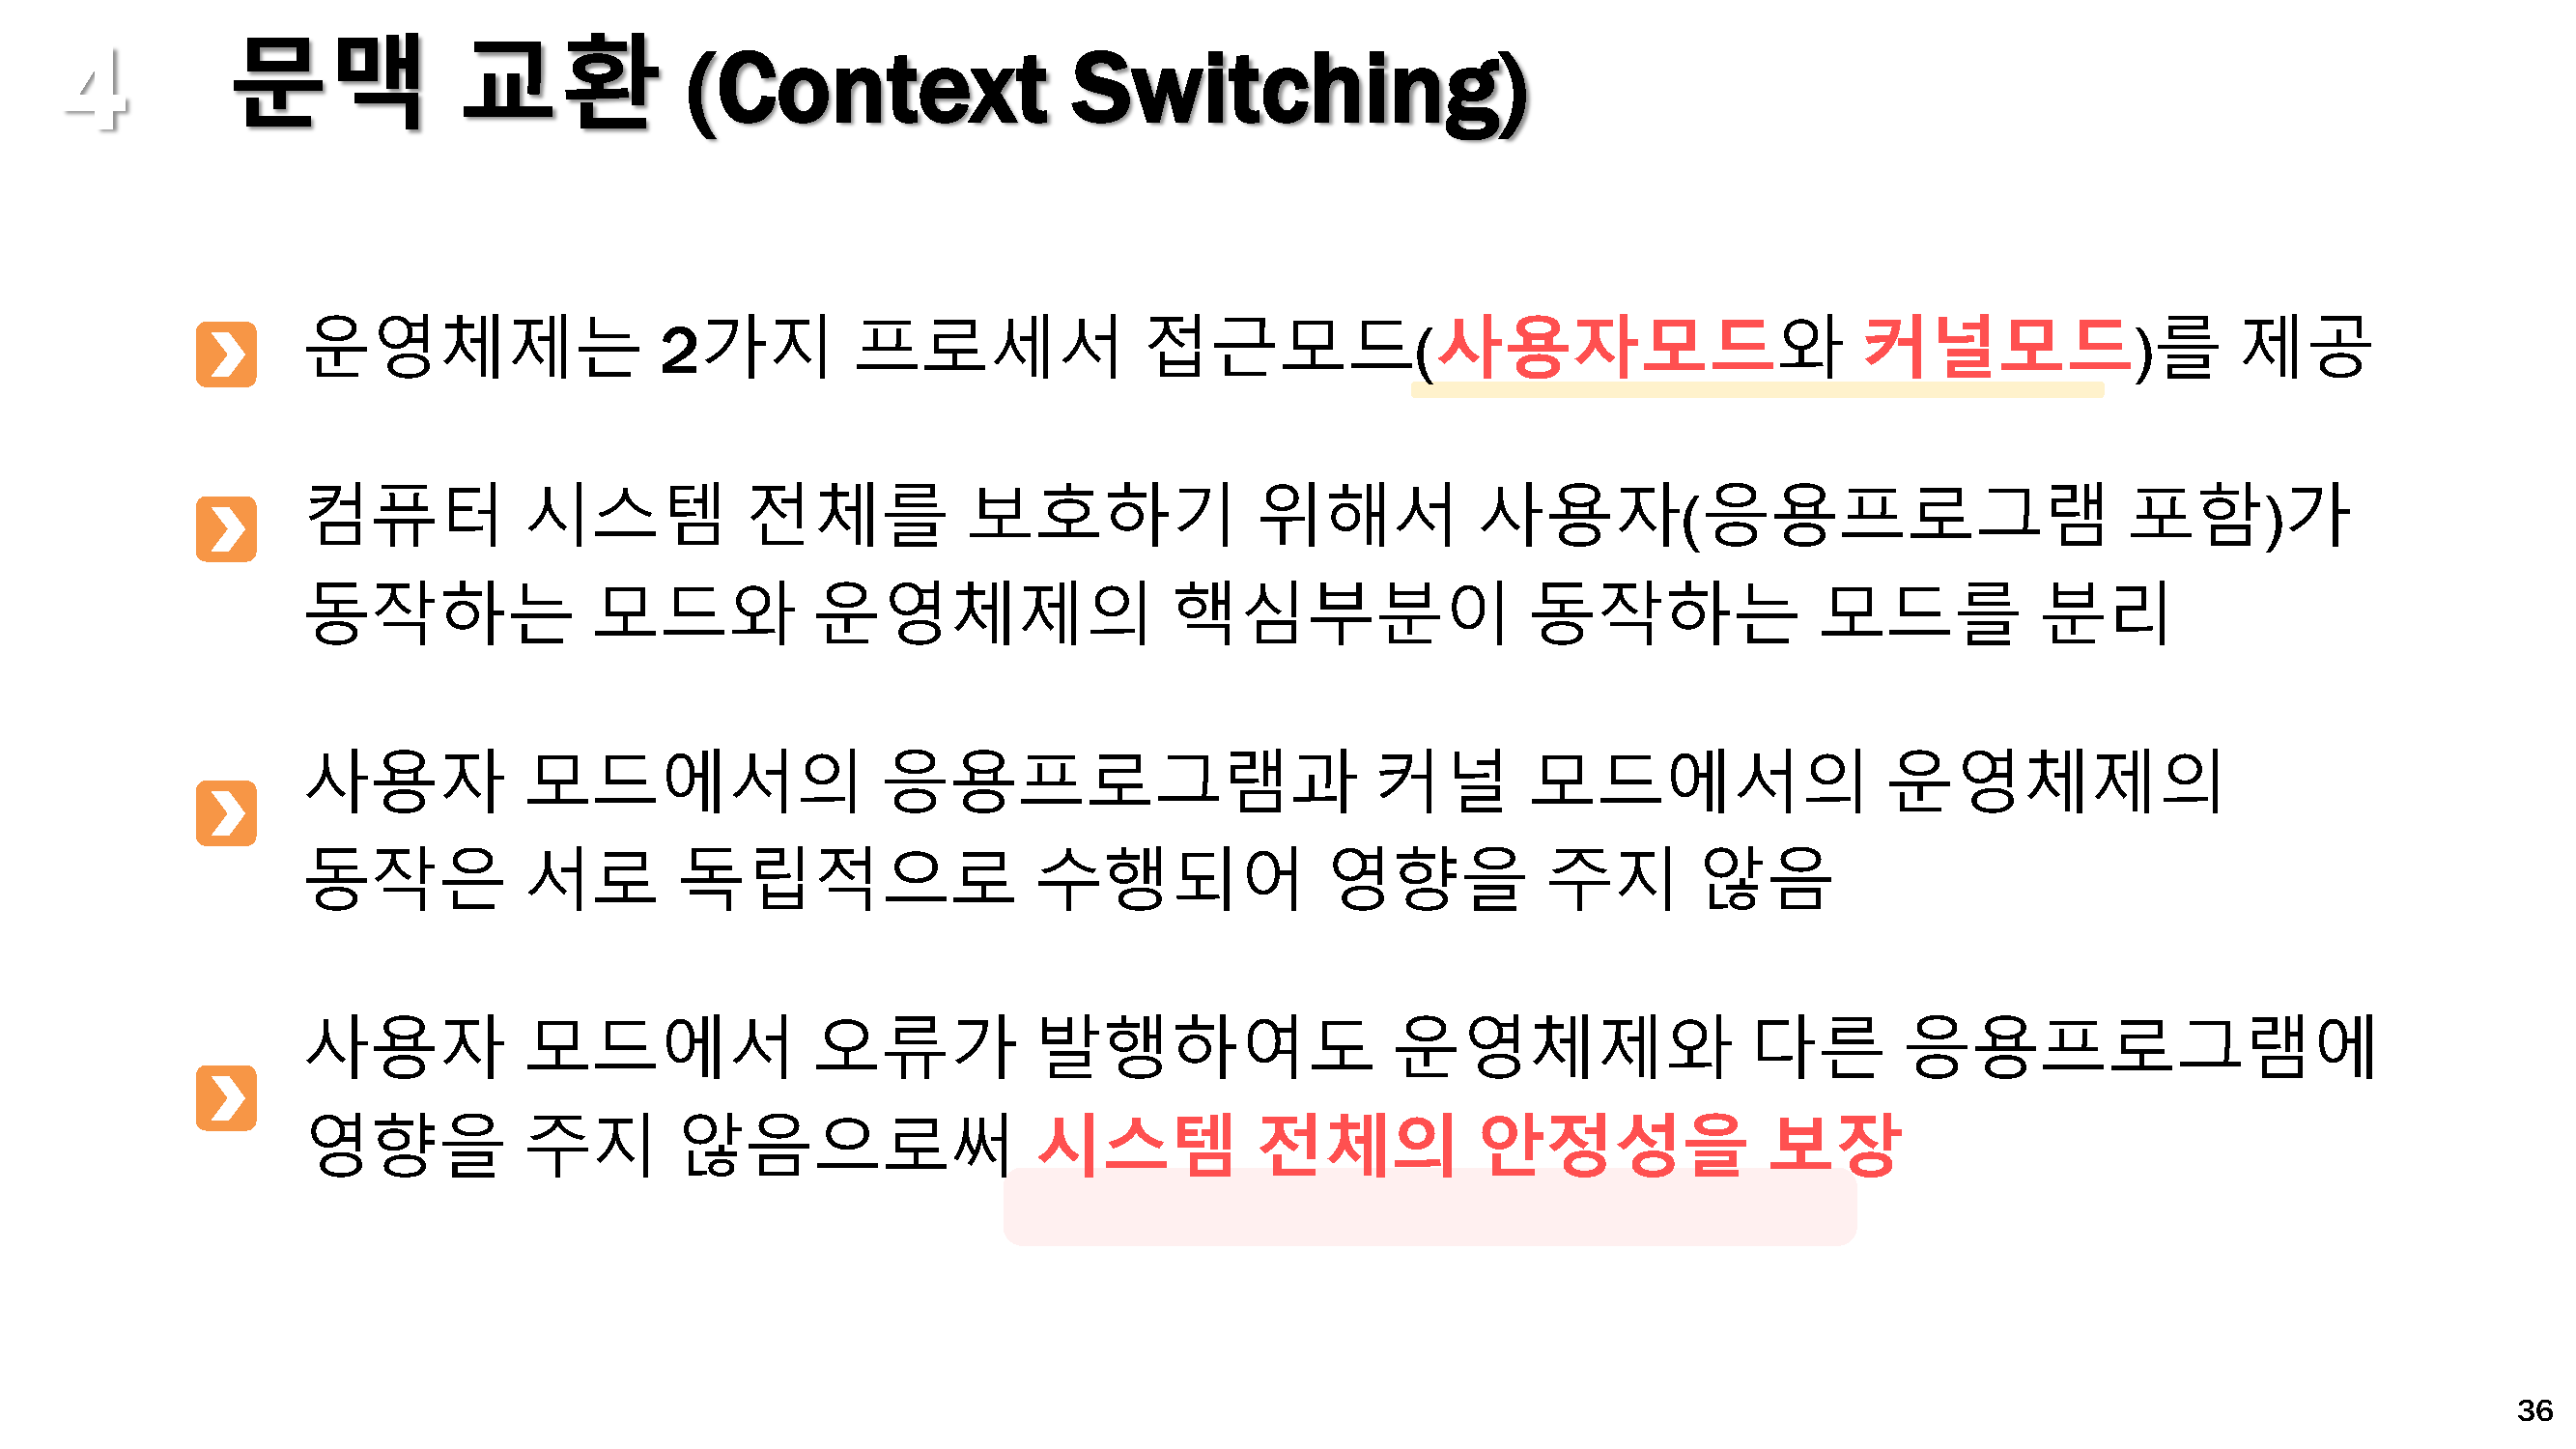 4 문맥 교환 (Context Switching)
운영체제는 2가지 프로세서 접근모드(사용자모드와 커널모드)를 제공
컴퓨터 시스템 전체를 보호하기 위해서 사용자(응용프로그램 포함)가
동작하는 모드와 운영체제의 핵심부분이 동작하는 모드를 분리
사용자 모드에서의 응용프로그램과 커널 모드에서의 운영체제의
동작은 서로 독립적으로 수행되어 영향을 주지 않음
사용자 모드에서 오류가 발행하여도 운영체제와 다른 응용프로그램에
영향을 주지 않음으로써 시스템 전체의 안정성을 보장
36